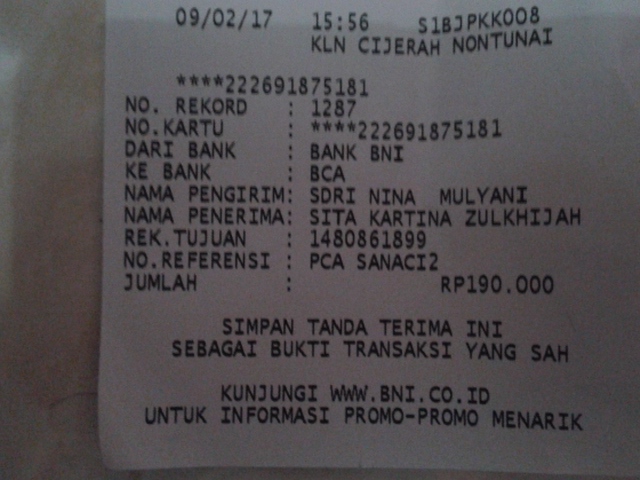 09/02/17 15:56 S1BJPKK008
KLN CIJERAH NONTUNAI
****222691875181
NO. REKORD : 1287
NO.KARTU : ****222691875181
DARI BANK : BANK BNI
KE BANK : BCA
NAMA PENGIRIM: SDRI NINA MULYANI
NAMA PENERIMA: SITA KARTINA ZULKHIJAH
REK.TUJUAN : 1480861899
NO.REFERENSI : PCA SANACI2
JUMLAH : RP190.000
SIMPAN TANDA TERIMA INI
SEBAGAI BUKTI TRANSAKSI YANG SAH
KUNJUNGI WWW.BNI.CO.ID
UNTUK INFORMASI PROMO-PROMO MENARIK